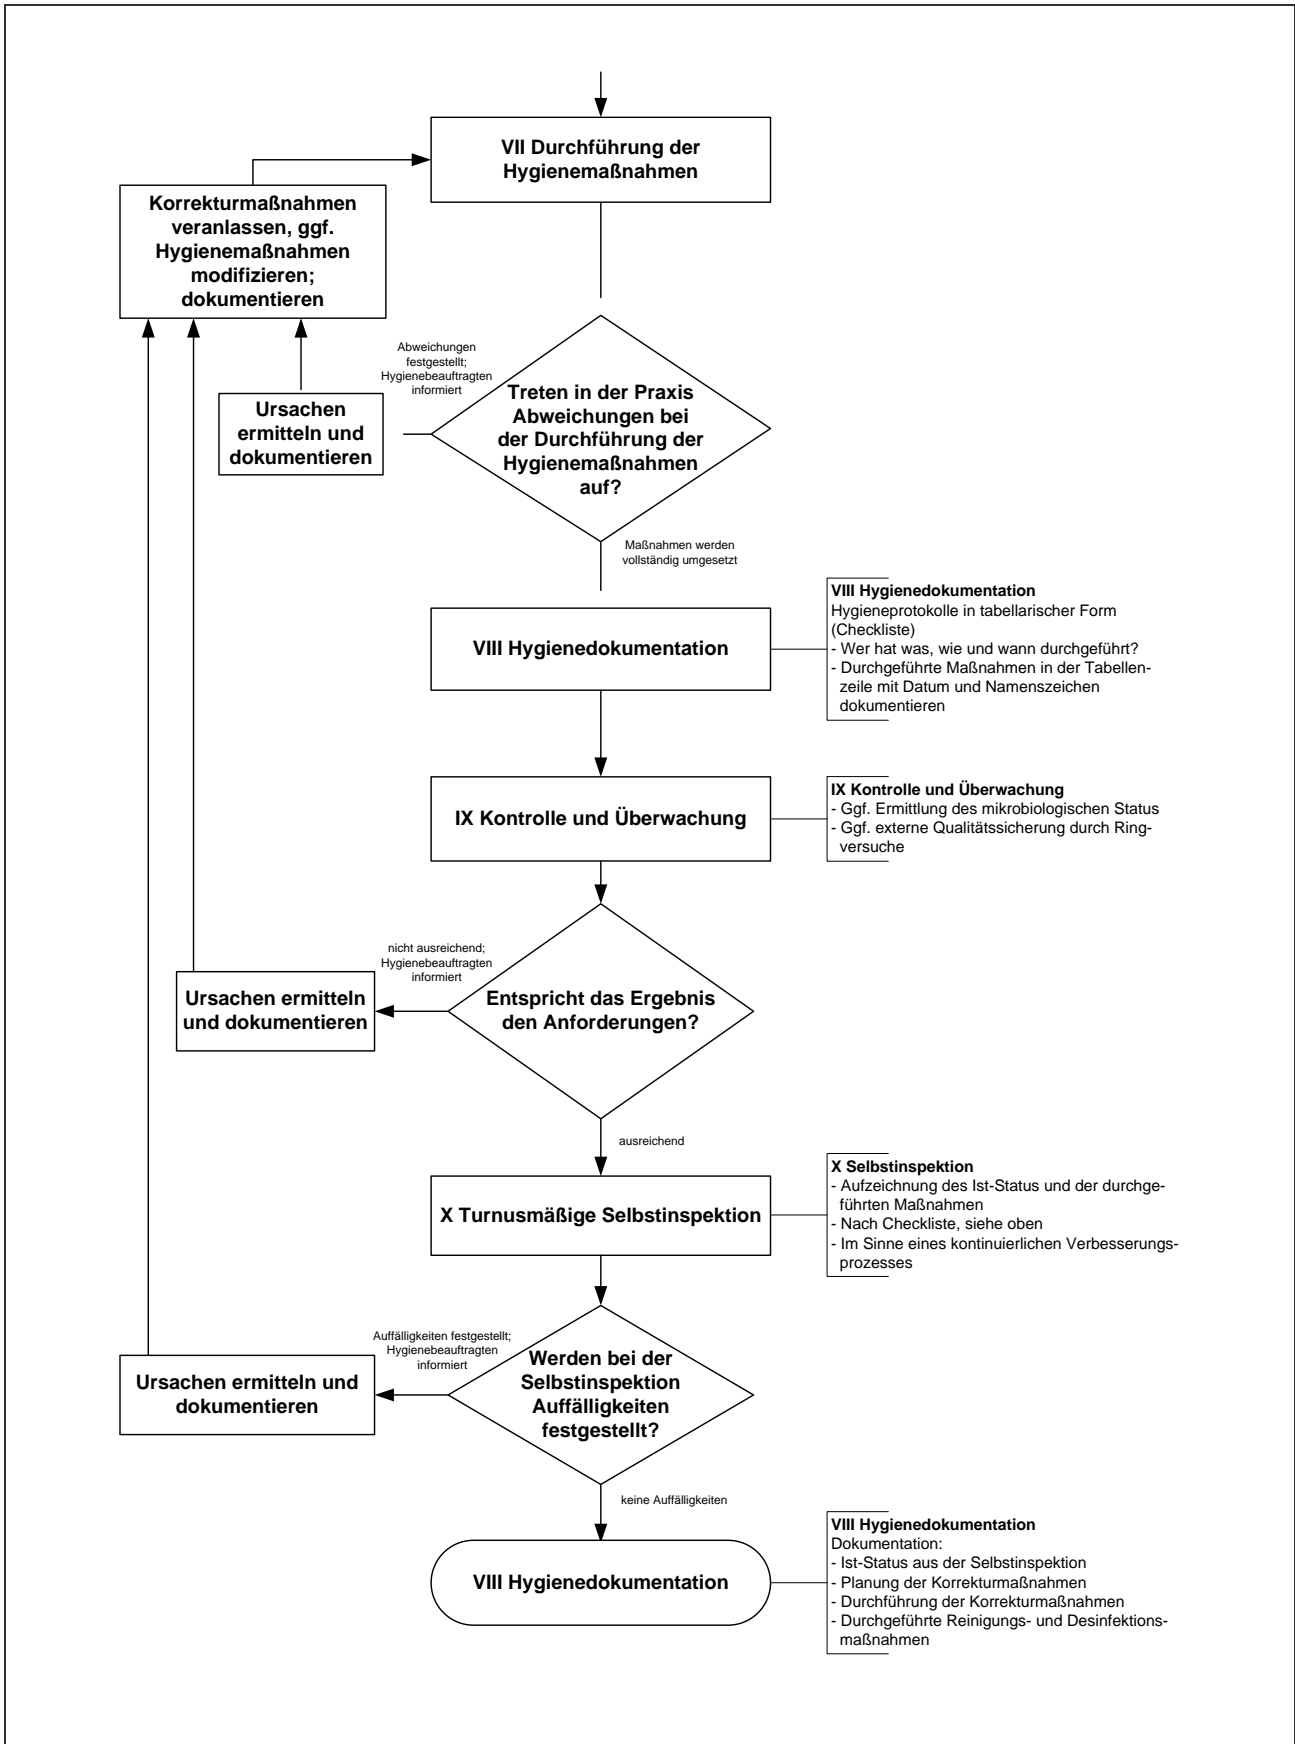 VII Durchführung der
Hygienemaßnahmen
Korrekturmaßnahmen
veranlassen, ggf.
Hygienemaßnahmen
modifizieren;
dokumentieren
Abweichungen
festgestellt;
Hygienebeauftragten
informiert
Ursachen
ermitteln und
dokumentieren
Treten in der Praxis
Abweichungen bei
der Durchführung der
Hygienemaßnahmen
auf?
Maßnahmen werden
vollständig umgesetzt
VIII Hygienedokumentation
VIII Hygienedokumentation
Hygieneprotokolle in tabellarischer Form
(Checkliste)
- Wer hat was, wie und wann durchgeführt?
- Durchgeführte Maßnahmen in der Tabellen-
zeile mit Datum und Namenszeichen
dokumentieren
IX Kontrolle und Überwachung
IX Kontrolle und Überwachung
- Ggf. Ermittlung des mikrobiologischen Status
- Ggf. externe Qualitätssicherung durch Ring-
versuche
nicht ausreichend;
Hygienebeauftragten
informiert
Ursachen ermitteln
und dokumentieren
Entspricht das Ergebnis
den Anforderungen?
ausreichend
X Turnusmäßige Selbstinspektion
X Selbstinspektion
- Aufzeichnung des Ist-Status und der durchge-
führten Maßnahmen
- Nach Checkliste, siehe oben
- Im Sinne eines kontinuierlichen Verbesserungs-
prozesses
Auffälligkeiten festgestellt;
Hygienebeauftragten
informiert
Ursachen ermitteln und
dokumentieren
Werden bei der
Selbstinspektion
Auffälligkeiten
festgestellt?
keine Auffälligkeiten
VIII Hygienedokumentation
VIII Hygienedokumentation
Dokumentation:
- Ist-Status aus der Selbstinspektion
- Planung der Korrekturmaßnahmen
- Durchführung der Korrekturmaßnahmen
- Durchgeführte Reinigungs- und Desinfektions-
maßnahmen